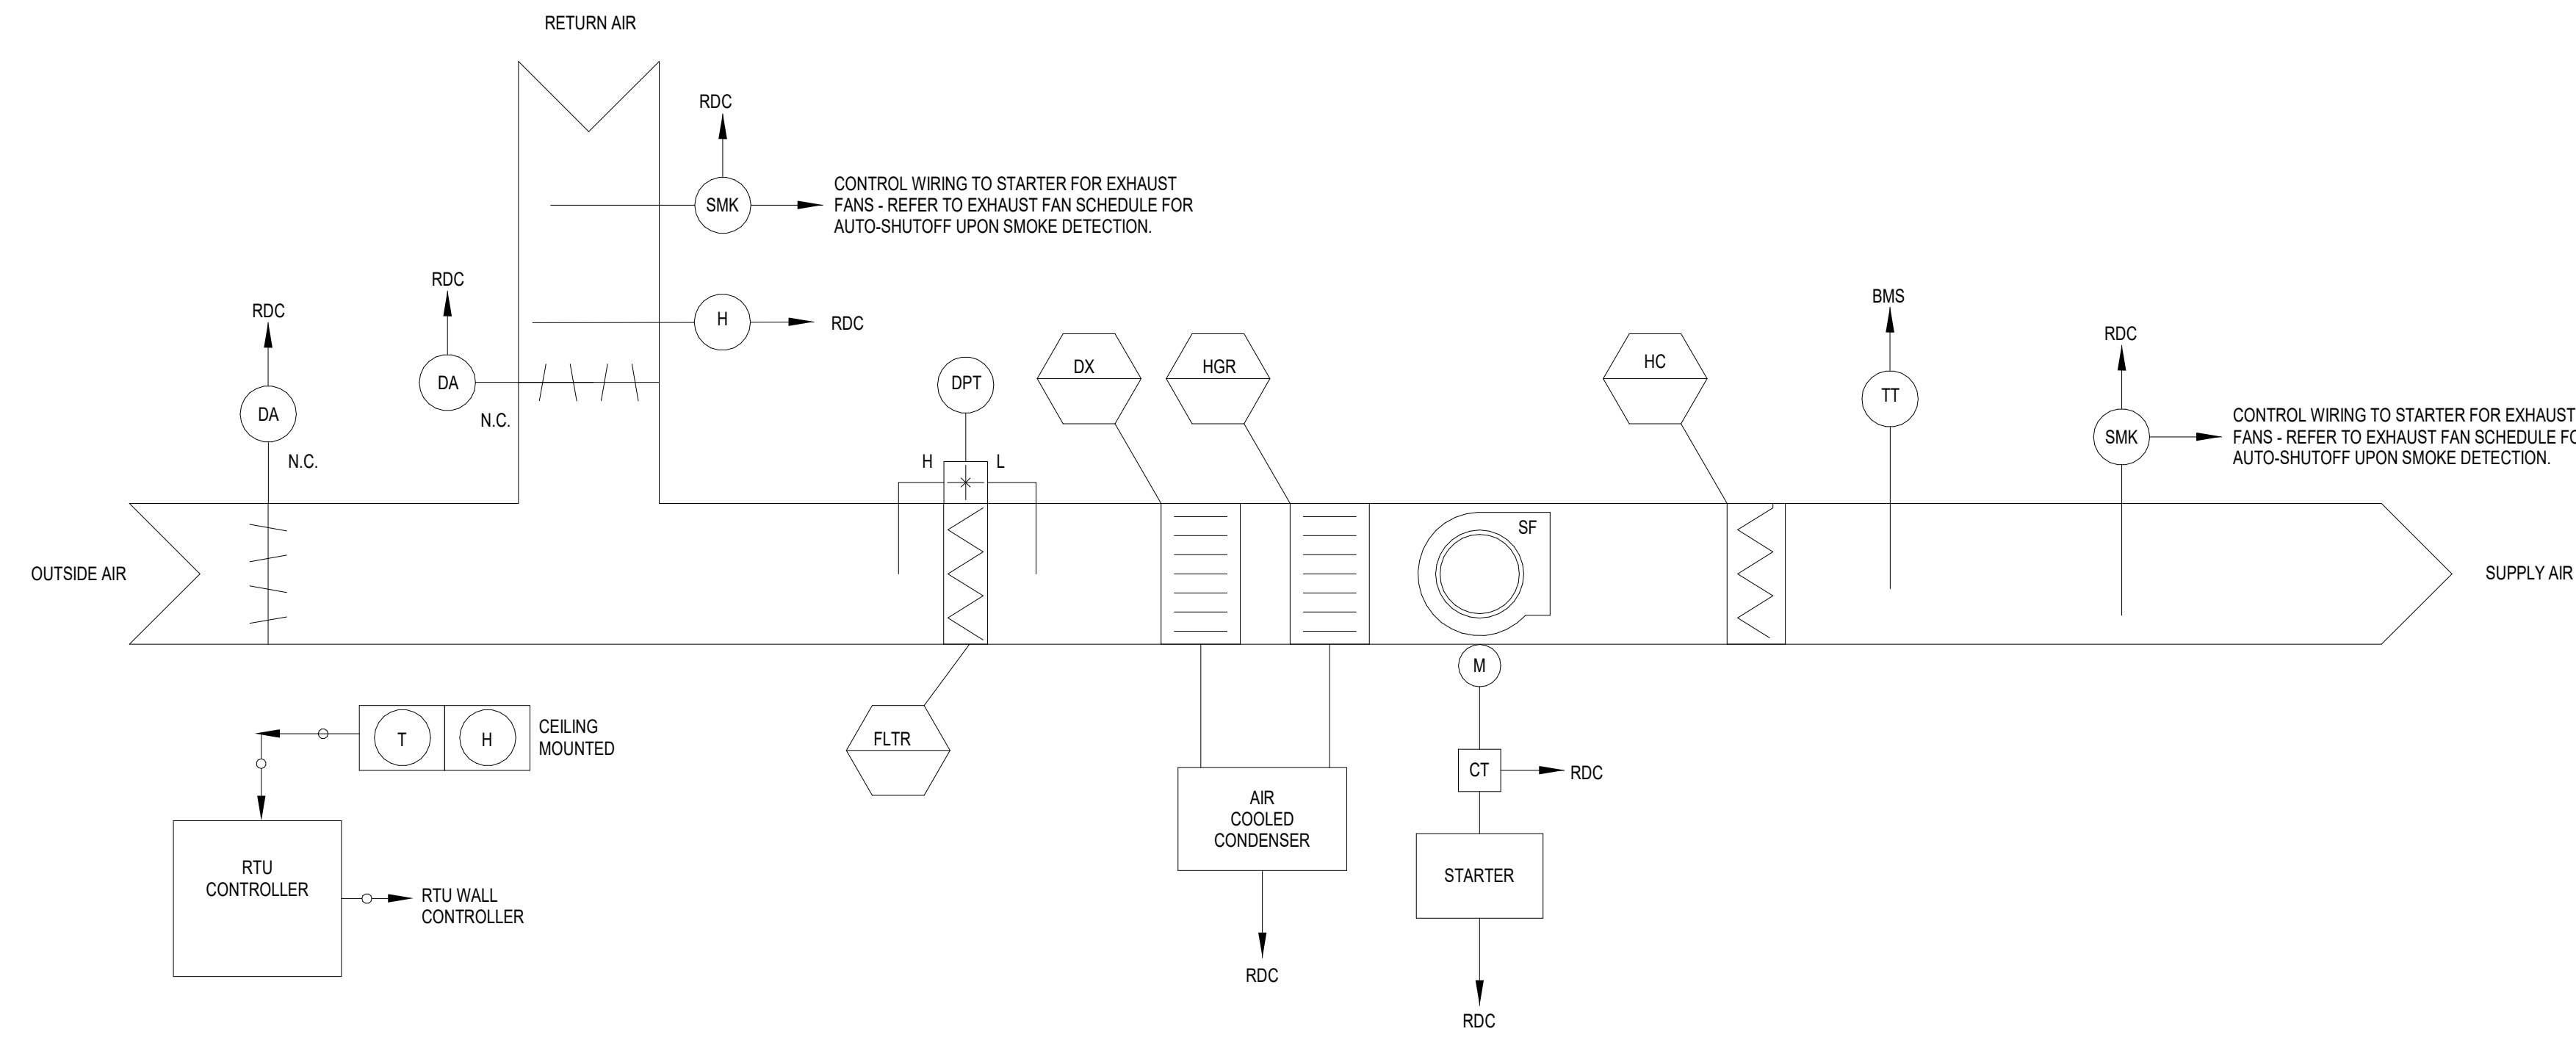 RETURN AIR
RDC
SMK
CONTROL WIRING TO STARTER FOR EXHAUST
FANS - REFER TO EXHAUST FAN SCHEDULE FOR
AUTO-SHUTOFF UPON SMOKE DETECTION.
RDC
RDC
H
RDC
DA
N.C.
DA
N.C.
DPT
H
L
DX
HGR
HC
BMS
TT
RDC
SMK
CONTROL WIRING TO STARTER FOR EXHAUST
FANS - REFER TO EXHAUST FAN SCHEDULE FO
AUTO-SHUTOFF UPON SMOKE DETECTION.
OUTSIDE AIR
SF
SUPPLY AIR
M
T
H
CEILING
MOUNTED
FLTR
CT
RDC
AIR
COOLED
CONDENSER
STARTER
RTU
CONTROLLER
RTU WALL
CONTROLLER
RDC
RDC